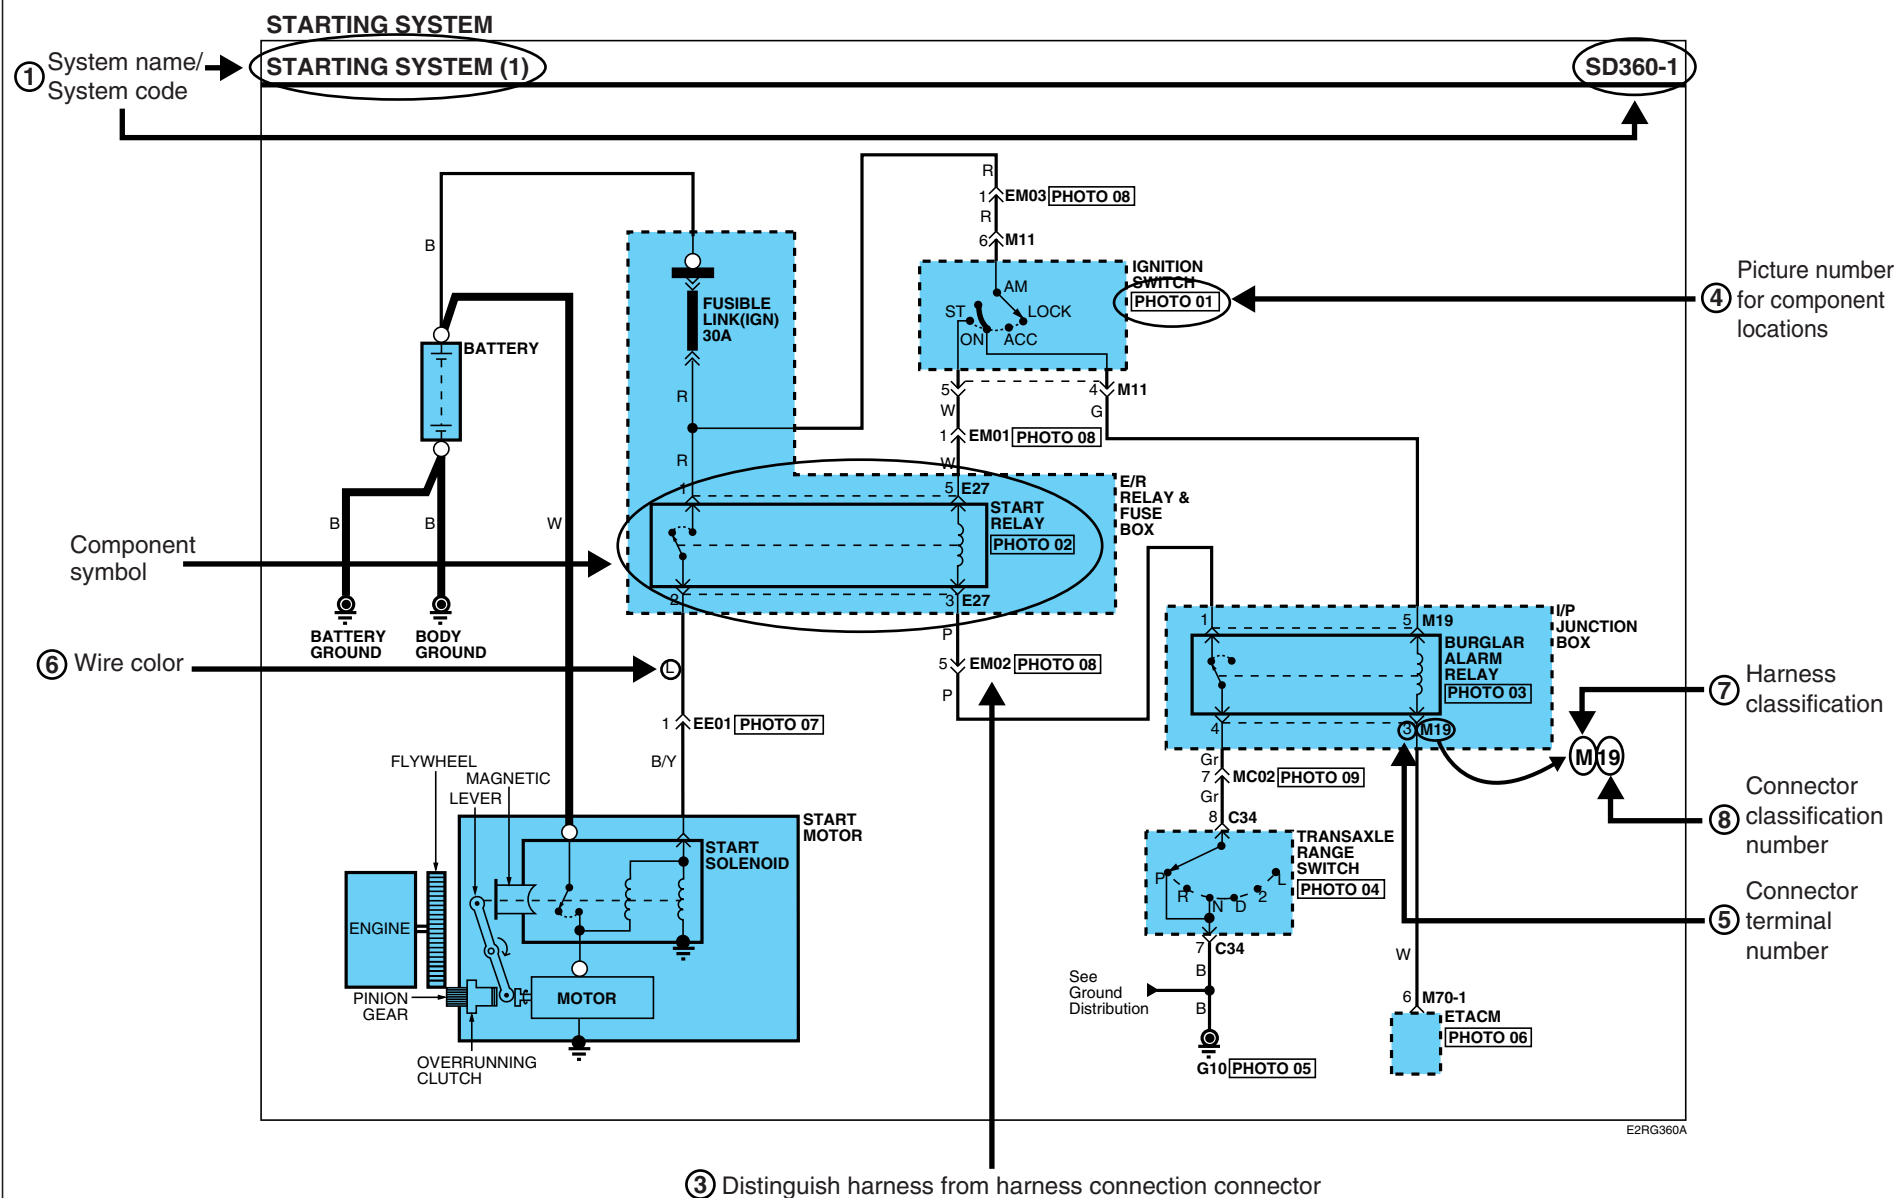 STARTING SYSTEM
STARTING SYSTEM (1)
SD360-1
1 System name/
System code
R
1 EM03 PHOTO 08
R
6 M11
B
IGNITION
SWITCH
PHOTO 01
AM
ST
LOCK
ON ACC
4 Picture number
for component
locations
FUSIBLE
LINK(IGN)
30A
BATTERY
5 4 M11
R
W G
1 EM01 PHOTO 08
R W
1 5 E27
START
RELAY
PHOTO 02
E/R
RELAY &
FUSE
BOX
B B W
Component
symbol
2 3 E27
BATTERY
GROUND
BODY
GROUND
P
5 EM02 PHOTO 08
P
6 Wire color
L
1 5 M19
I/P
JUNCTION
BOX
BURGLAR
ALARM
RELAY
PHOTO 03
4 3 M19
7 Harness
classification
M 19
8 Connector
classification
number
5 Connector
terminal
number
1 EE01 PHOTO 07
B/Y
Gr
7 MC02 PHOTO 09
Gr
8 C34
FLYWHEEL
MAGNETIC
LEVER
START
MOTOR
START
SOLENOID
TRANSAXLE
RANGE
SWITCH
PHOTO 04
P R N D 2 L
7 C34
ENGINE
B
W
See
Ground
Distribution
B
PINION
GEAR
MOTOR
6 M70-1
ETACM
PHOTO 06
OVERRUNNING
CLUTCH
G10 PHOTO 05
E2RG360A
3 Distinguish harness from harness connection connector